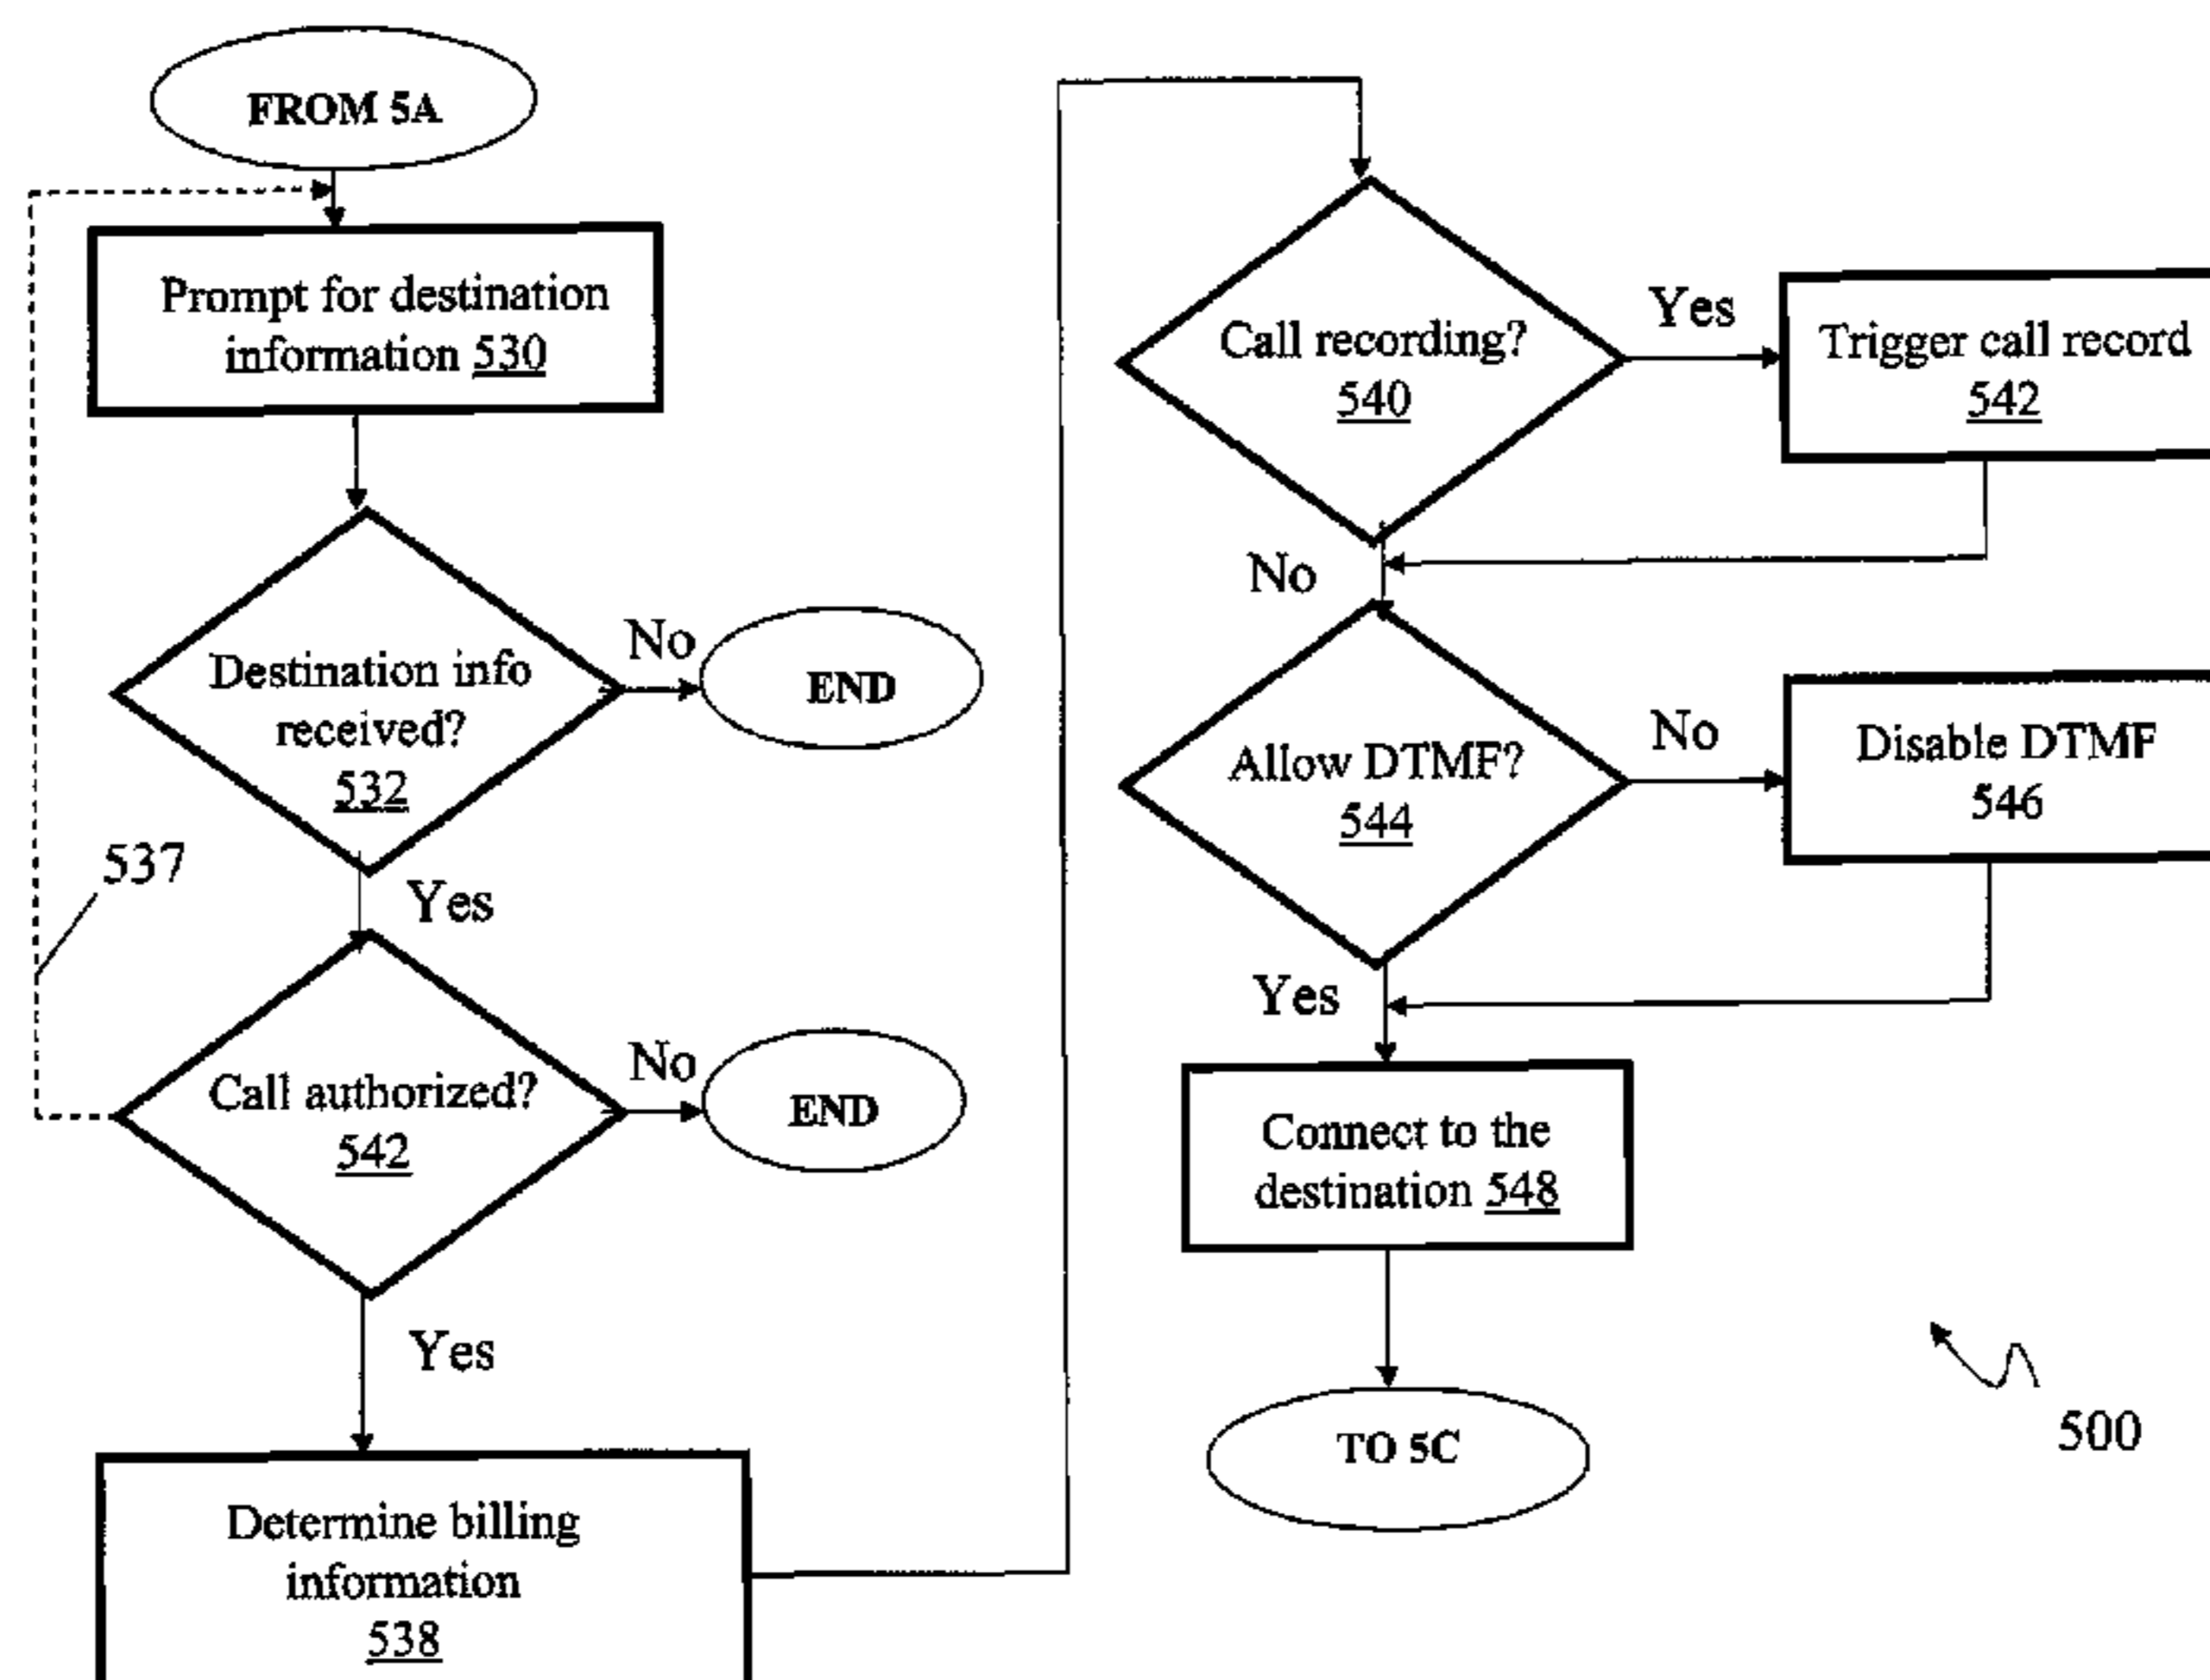 FROM 5A
Prompt for destination
information 530
Destination info
received?
532
No
END
537
Yes
Call authorized?
542
No
END
Yes
Determine billing
information
538
Call recording?
540
Yes
Trigger call record
542
No
Allow DTMF?
544
No
Disable DTMF
546
Yes
Connect to the
destination 548
TO 5C
500